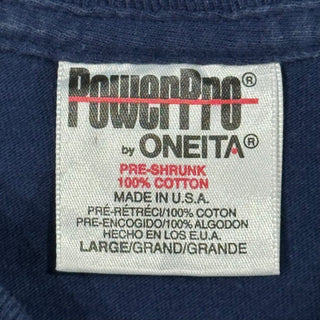 PowerPro®
by ONEITA®
PRE-SHRUNK
100% COTTON
MADE IN U.S.A.
PRÉ-RÉTRÉCI/100% COTON
PRE-ENCOGIDO/100% ALGODON
HECHO EN LOS E.U.A.
LARGE/GRAND/GRANDE